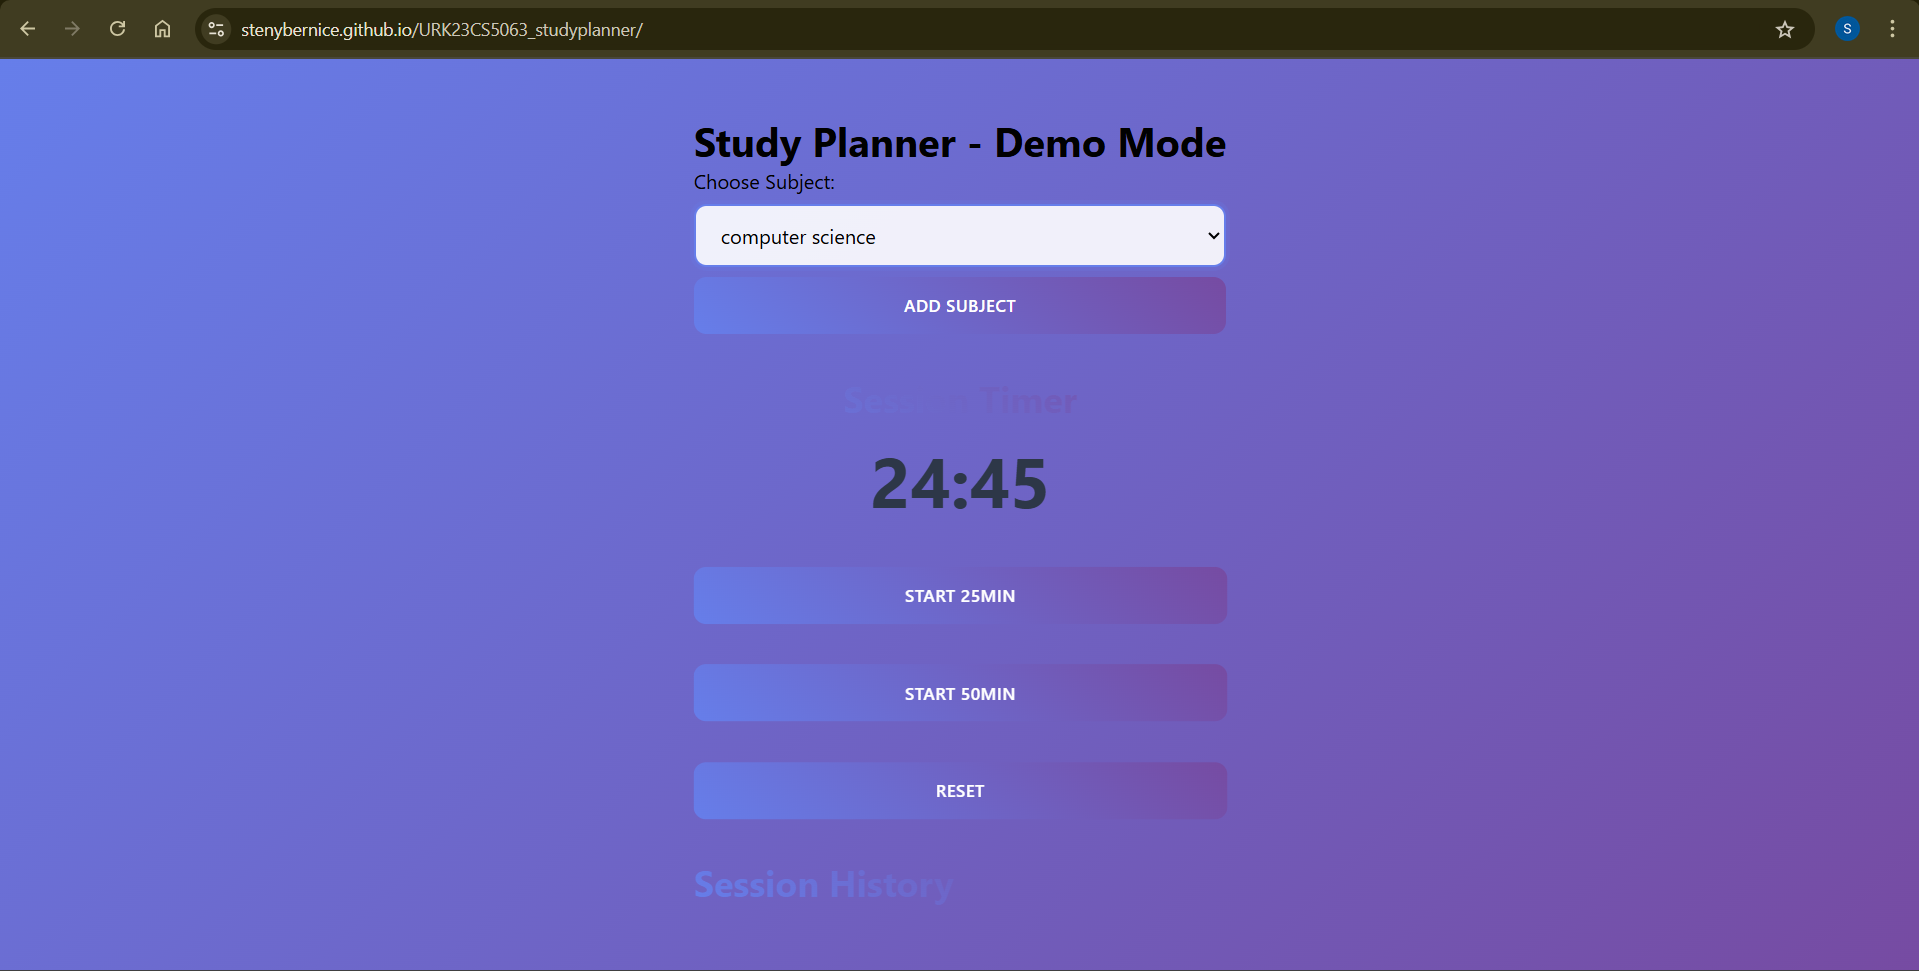 stenybernice.github.io/URK23CS5063_studyplanner/
S
Study Planner - Demo Mode
Choose Subject:
computer science
ADD SUBJECT
Session Timer
24:45
START 25MIN
START 50MIN
RESET
Session History